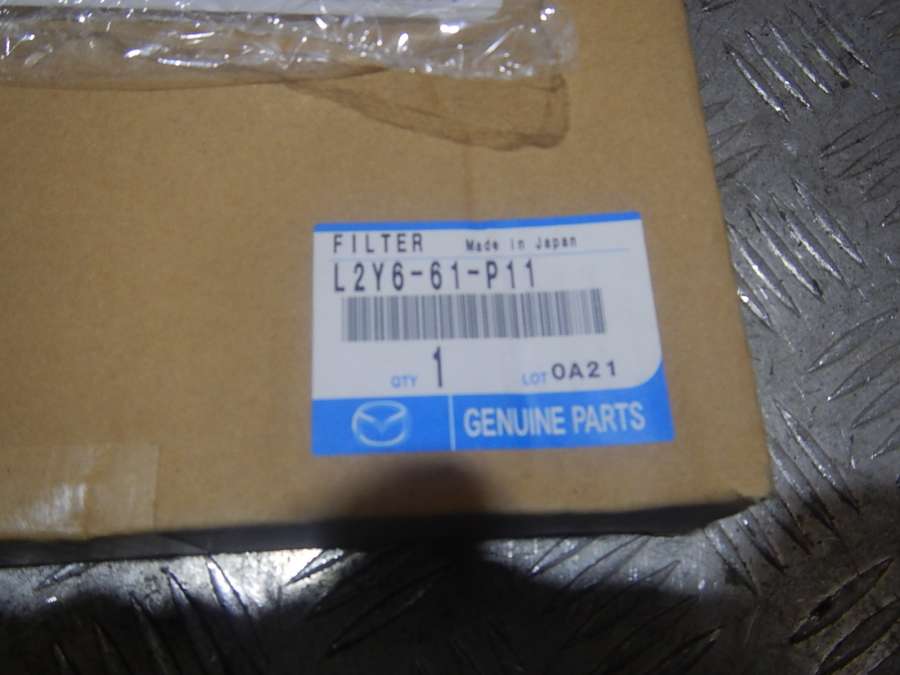 FILTER Made in Japan
L2Y6-61-P11
QTY 1 LOT 0A21
GENUINE PARTS